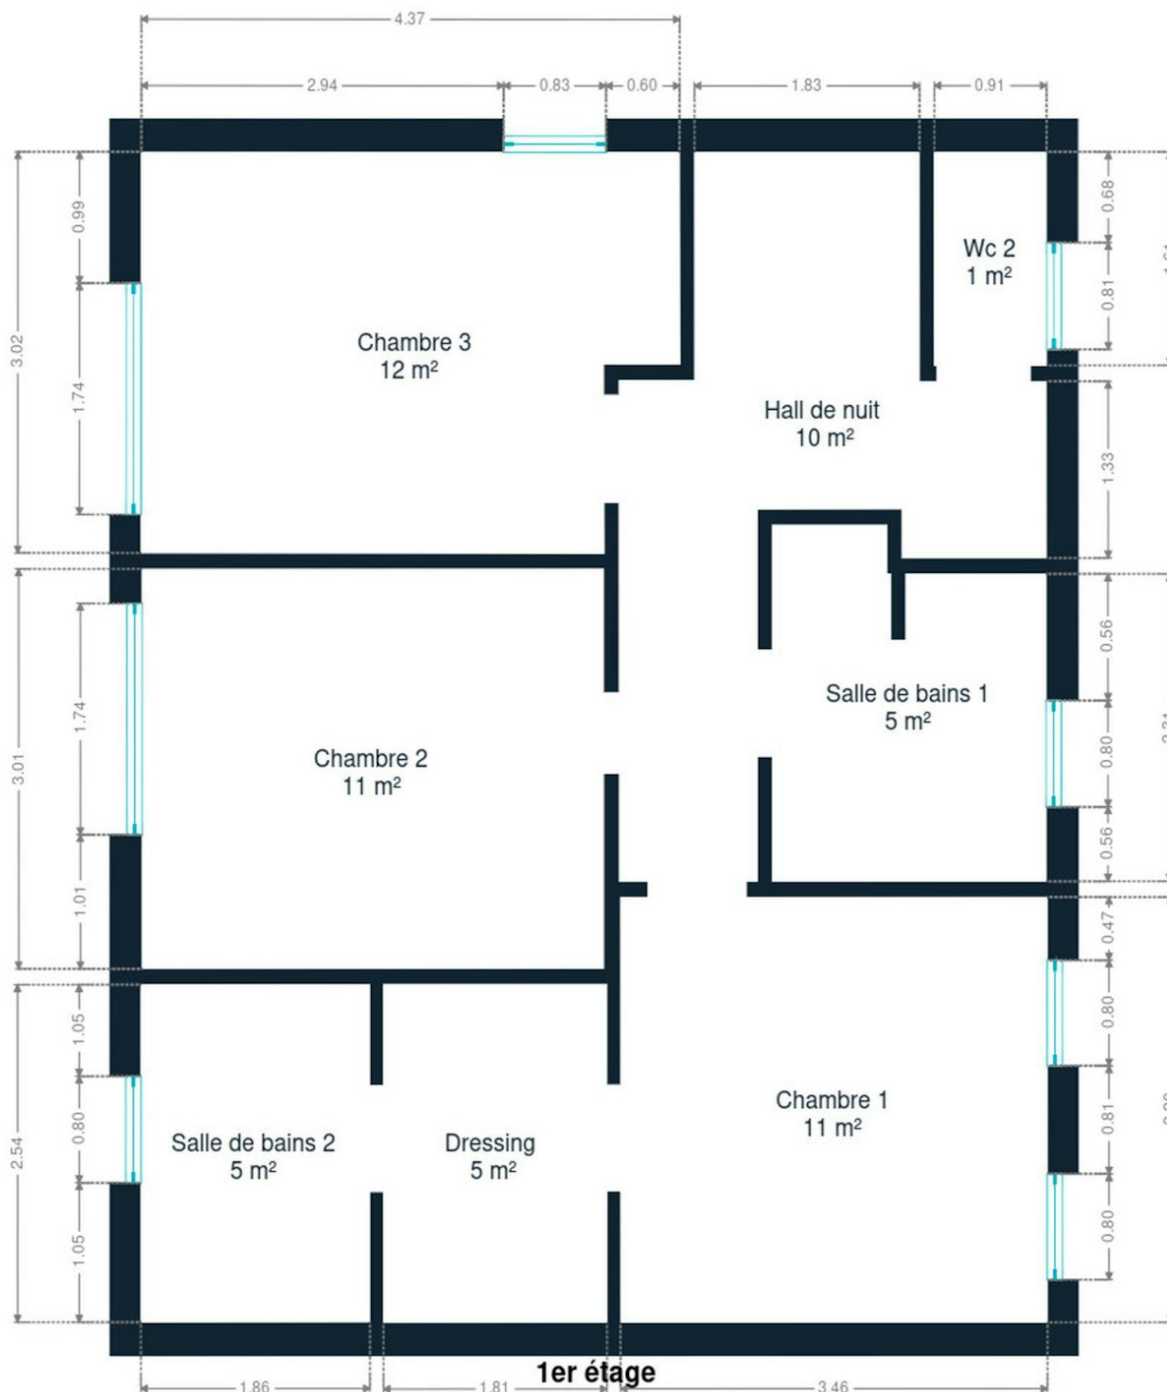 4.37
2.94
0.83
0.60
1.83
0.91
0.99
0.68
Wc 2
1 m²
0.81
3.02
Chambre 3
12 m²
1.74
Hall de nuit
10 m²
1.33
0.56
Salle de bains 1
5 m²
1.74
0.80
3.01
Chambre 2
11 m²
0.56
1.01
0.47
1.05
0.80
Chambre 1
11 m²
0.81
0.80
2.54
Salle de bains 2
5 m²
Dressing
5 m²
0.80
1.05
1er étage
1.86
1.81
3.46